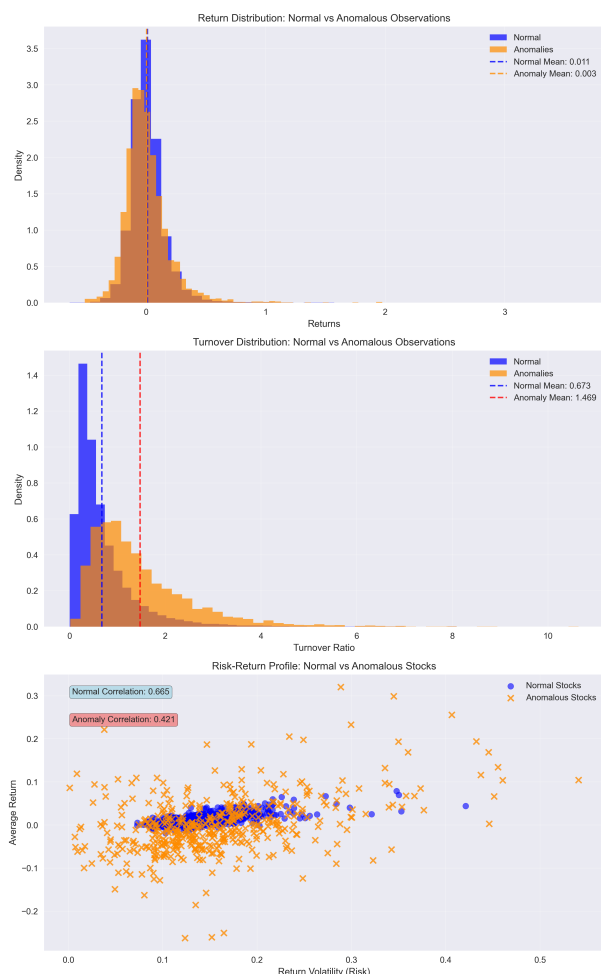 Return Distribution: Normal vs Anomalous Observations
Normal
Anomalies
Normal Mean: 0.011
Anomaly Mean: 0.003
3.5
3.0
2.5
2.0
1.5
1.0
0.5
0.0
Density
0 1 2 3
Returns
Turnover Distribution: Normal vs Anomalous Observations
Normal
Anomalies
Normal Mean: 0.673
Anomaly Mean: 1.469
1.4
1.2
1.0
0.8
0.6
0.4
0.2
0.0
Density
0 2 4 6 8 10
Turnover Ratio
Risk-Return Profile: Normal vs Anomalous Stocks
Normal Correlation: 0.665
Anomaly Correlation: 0.421
Normal Stocks
Anomalous Stocks
0.3
0.2
0.1
0.0
−0.1
−0.2
Average Return
0.0 0.1 0.2 0.3 0.4 0.5
Return Volatility (Risk)